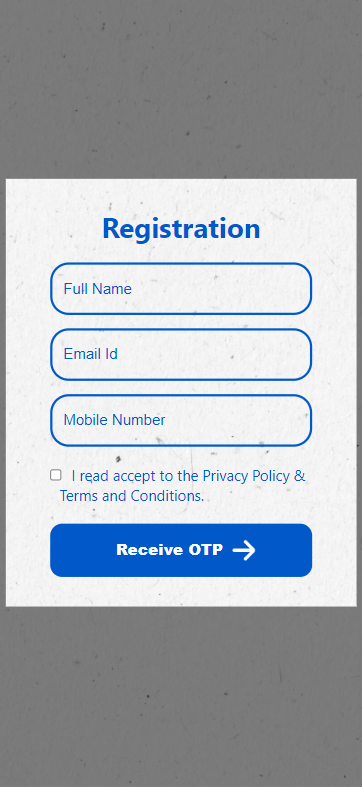 Registration
Full Name
Email Id
Mobile Number
I read accept to the Privacy Policy &
Terms and Conditions.
Receive OTP